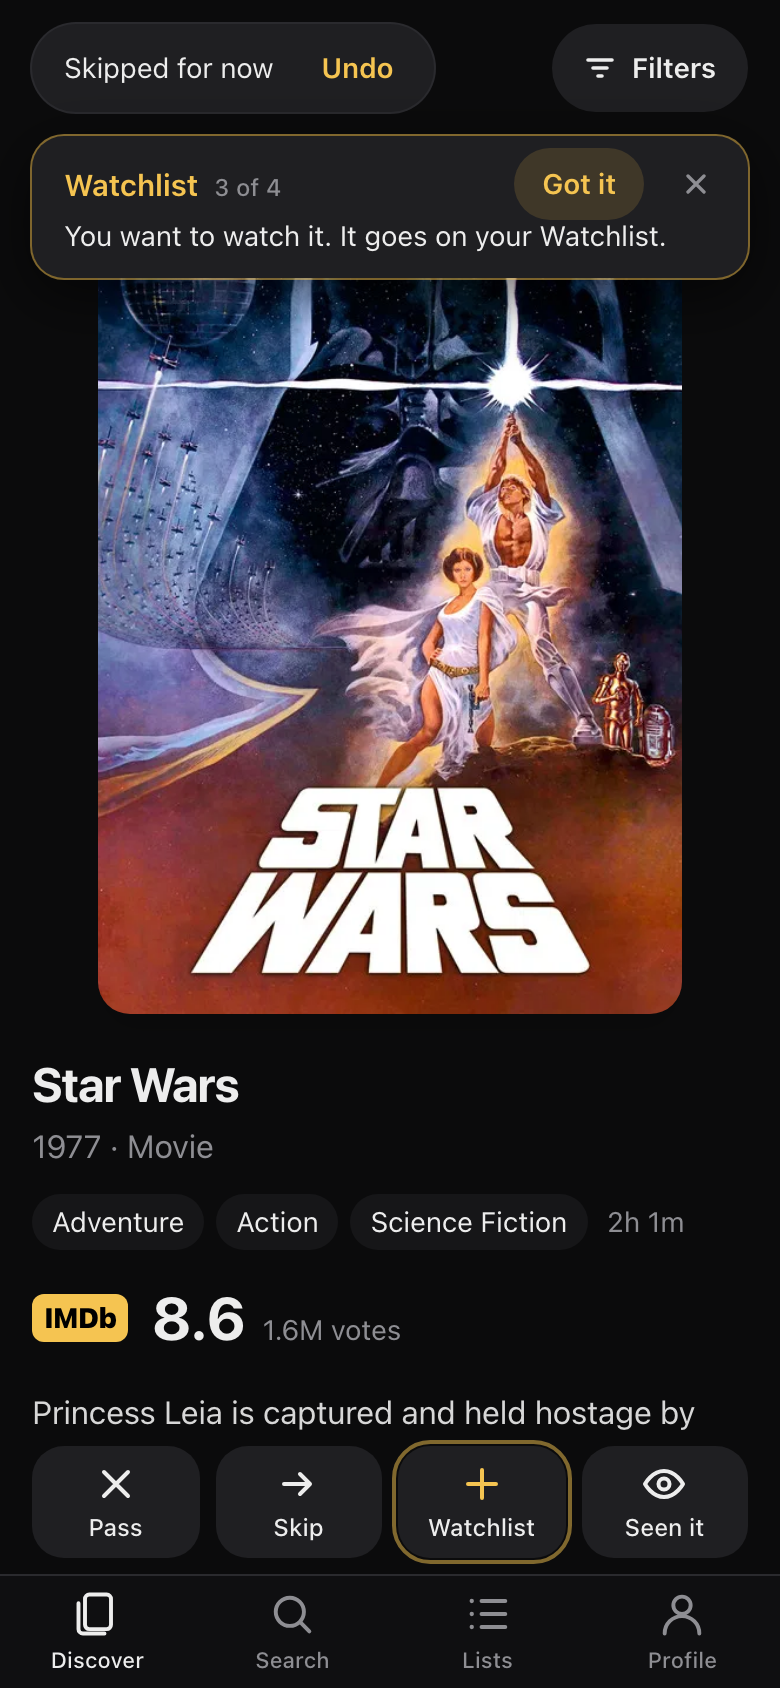 Skipped for now Undo
Filters
Watchlist 3 of 4
Got it
You want to watch it. It goes on your Watchlist.
STAR
WARS
Star Wars
1977 · Movie
Adventure Action Science Fiction 2h 1m
IMDb 8.6 1.6M votes
Princess Leia is captured and held hostage by
Pass Skip Watchlist Seen it
Discover Search Lists Profile